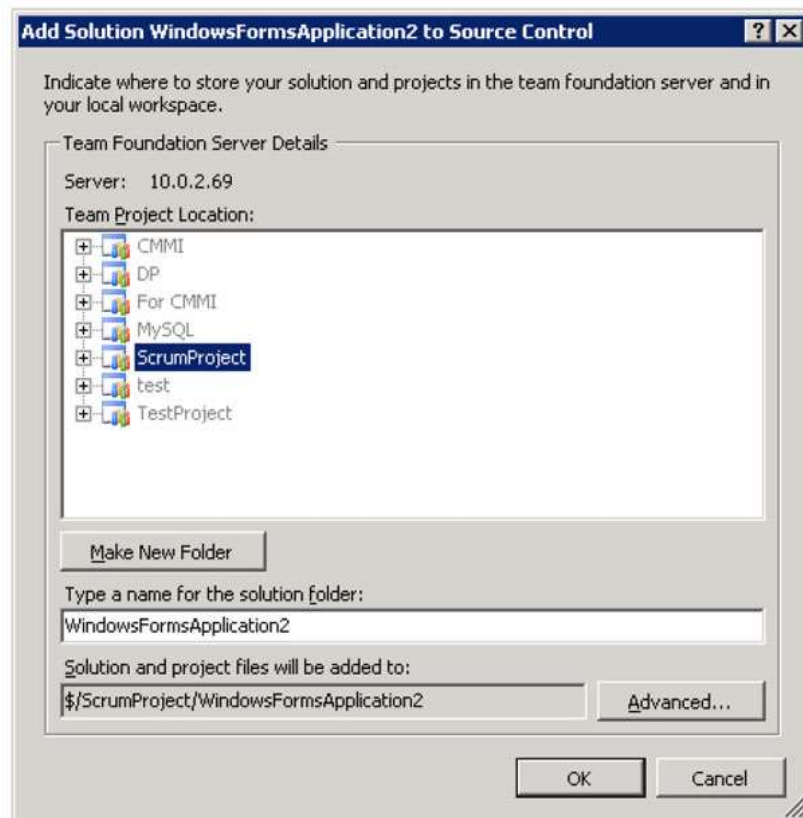 Add Solution WindowsFormsApplication2 to Source Control
Indicate where to store your solution and projects in the team foundation server and in
your local workspace.
Team Foundation Server Details
Server: 10.0.2.69
Team Project Location:
CMMI
DP
For CMMI
MySQL
ScrumProject
test
TestProject
Make New Folder
Type a name for the solution folder:
WindowsFormsApplication2
Solution and project files will be added to:
$/ScrumProject/WindowsFormsApplication2
Advanced...
OK Cancel